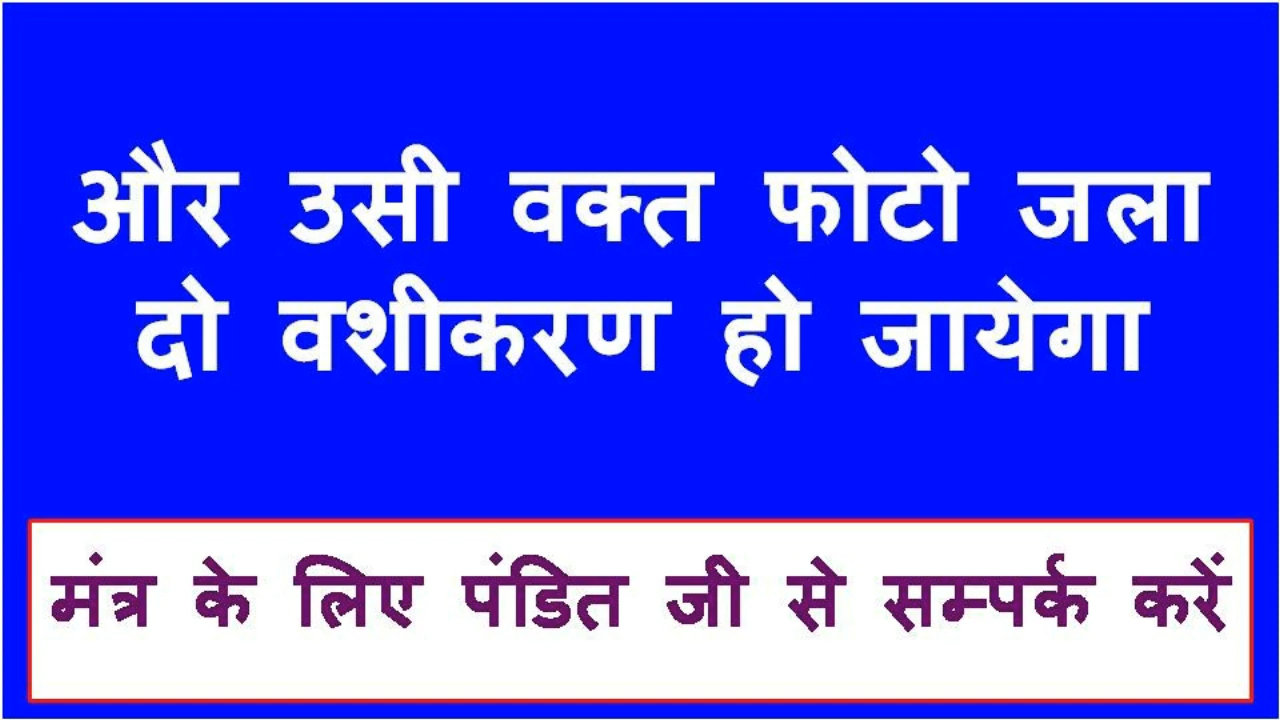 और उसी वक्त फोटो जला
दो वशीकरण हो जायेगा
मंत्र के लिए पंडित जी से सम्पर्क करें